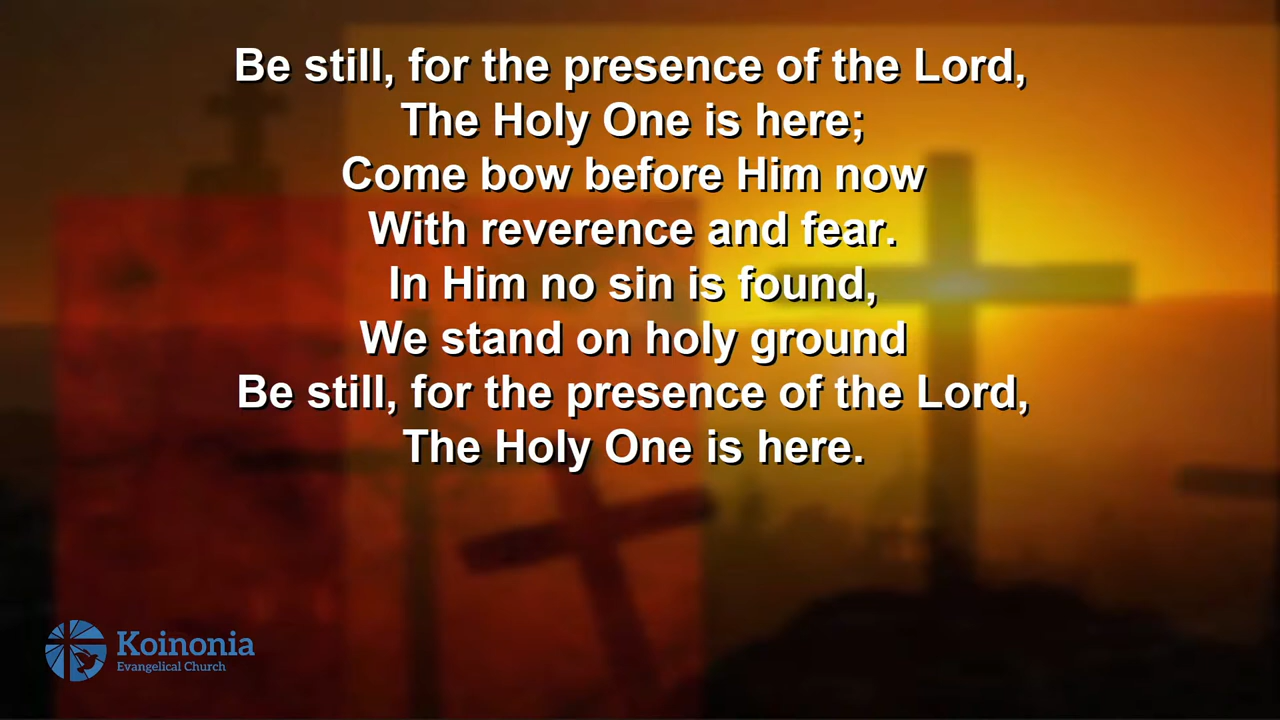 Be still, for the presence of the Lord,
The Holy One is here;
Come bow before Him now
With reverence and fear.
In Him no sin is found,
We stand on holy ground
Be still, for the presence of the Lord,
The Holy One is here.
Koinonia
Evangelical Church